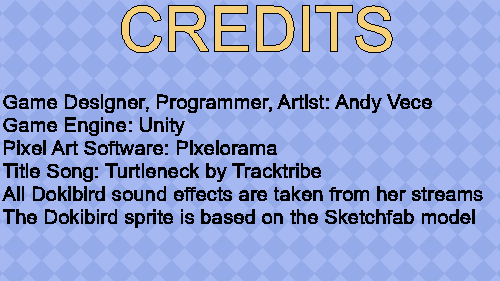 CREDITS
Game Designer, Programmer, Artist: Andy Vece
Game Engine: Unity
Pixel Art Software: Pixelorama
Title Song: Turtleneck by Tracktribe
All Dokibird sound effects are taken from her streams
The Dokibird sprite is based on the Sketchfab model